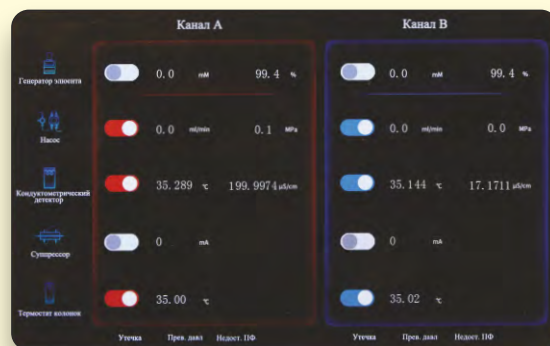 Канал А
Канал В
Генератор элюента
0.0 mM 99.4 %
0.0 mM 99.4 %
Насос
0.0 ml/min 0.1 MPa
0.0 ml/min 0.0 MPa
Кондуктометрический
детектор
35.289 ℃ 199.9974 µS/cm
35.144 ℃ 17.1711 µS/cm
Суппрессор
0 mA
0 mA
Термостат колонок
35.00 ℃
35.02 ℃
Утечка Прев. давл Недост. ПФ
Утечка Прев. давл Недост. ПФ